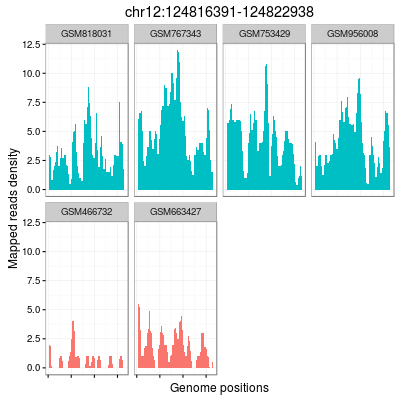 chr12:124816391-124822938
GSM818031 GSM767343 GSM753429 GSM956008
12.5
10.0
7.5
5.0
2.5
0.0
Mapped reads density
GSM466732 GSM663427
12.5
10.0
7.5
5.0
2.5
0.0
Genome positions